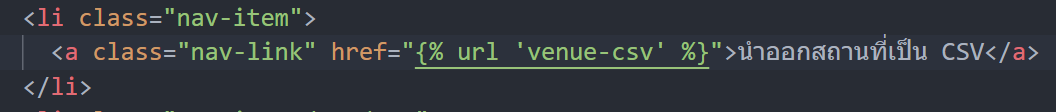 <li class="nav-item">
<a class="nav-link" href="{% url 'venue-csv' %}">นำออกสถานที่เป็น CSV</a>
</li>